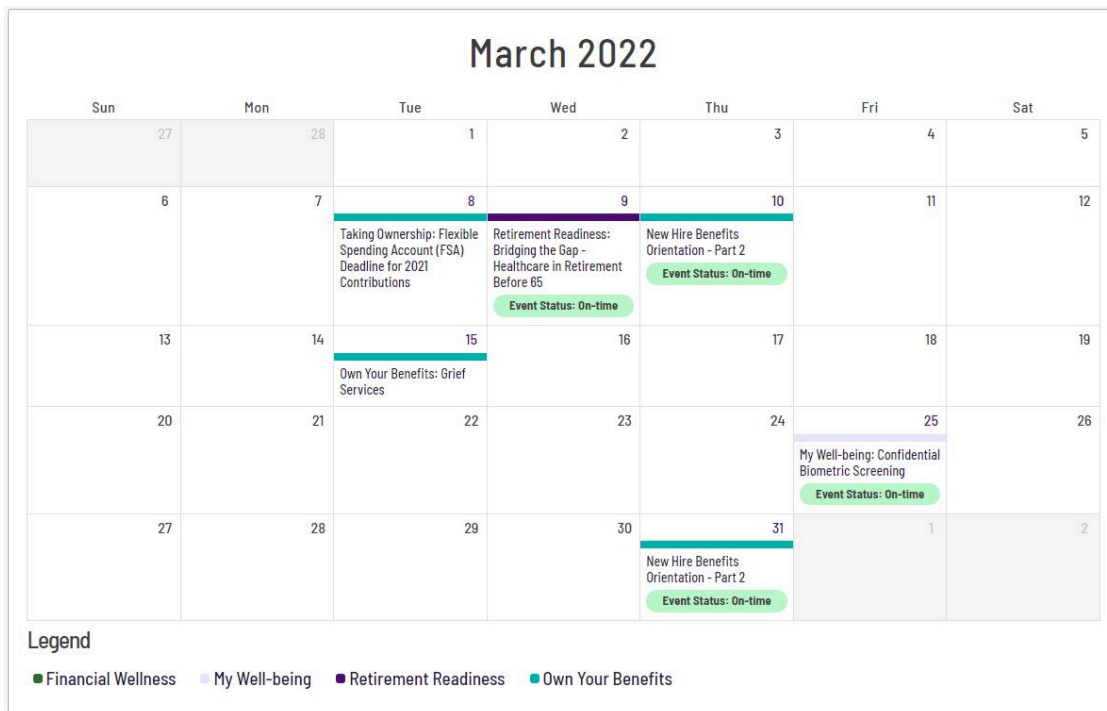 March 2022
Sun Mon Tue Wed Thu Fri Sat
27 28 1 2 3 4 5
6 7 8 9 10 11 12
Taking Ownership: Flexible
Spending Account (FSA)
Deadline for 2021
Contributions
Retirement Readiness:
Bridging the Gap -
Healthcare in Retirement
Before 65
Event Status: On-time
New Hire Benefits
Orientation - Part 2
Event Status: On-time
13 14 15 16 17 18 19
Own Your Benefits: Grief
Services
20 21 22 23 24 25 26
My Well-being: Confidential
Biometric Screening
Event Status: On-time
27 28 29 30 31 1 2
New Hire Benefits
Orientation - Part 2
Event Status: On-time
Legend
Financial Wellness My Well-being Retirement Readiness Own Your Benefits